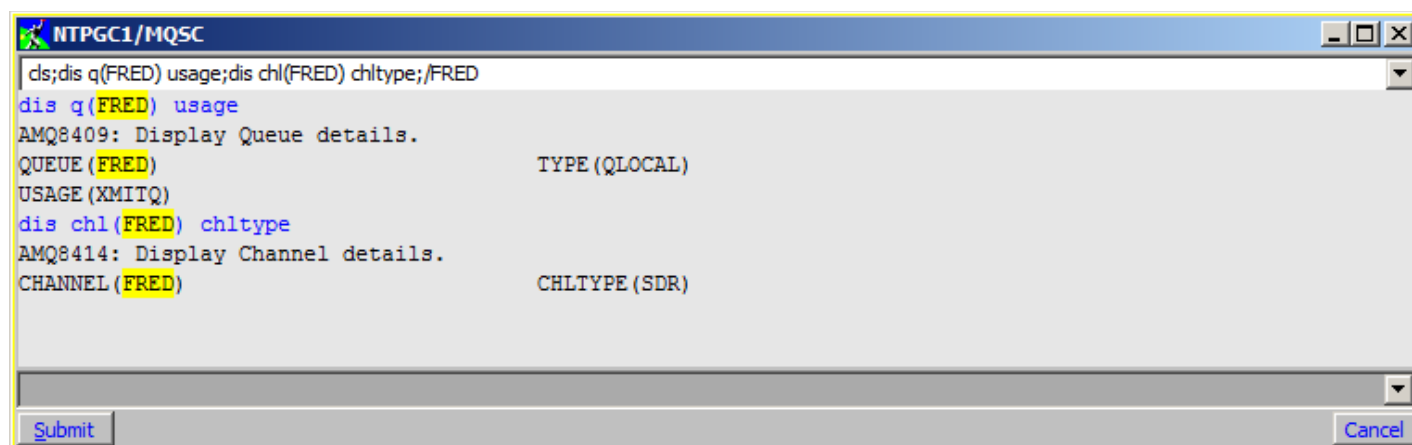 NTPGC1/MQSC
cls;dis q(FRED) usage;dis chl(FRED) chltype;/FRED
dis q(FRED) usage
AMQ8409: Display Queue details.
QUEUE(FRED) TYPE(QLOCAL)
USAGE(XMITQ)
dis chl(FRED) chltype
AMQ8414: Display Channel details.
CHANNEL(FRED) CHLTYPE(SDR)
Submit Cancel